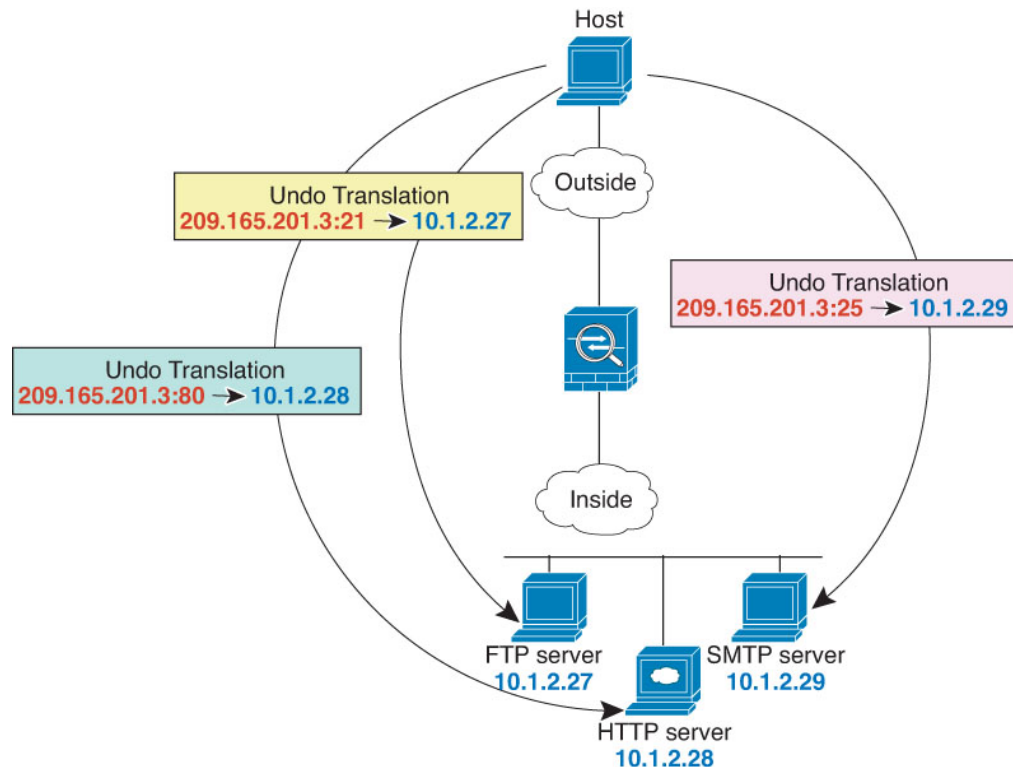 Host
Outside
Undo Translation
209.165.201.3:21 → 10.1.2.27
Undo Translation
209.165.201.3:25 → 10.1.2.29
Undo Translation
209.165.201.3:80 → 10.1.2.28
Inside
FTP server
10.1.2.27
SMTP server
10.1.2.29
HTTP server
10.1.2.28